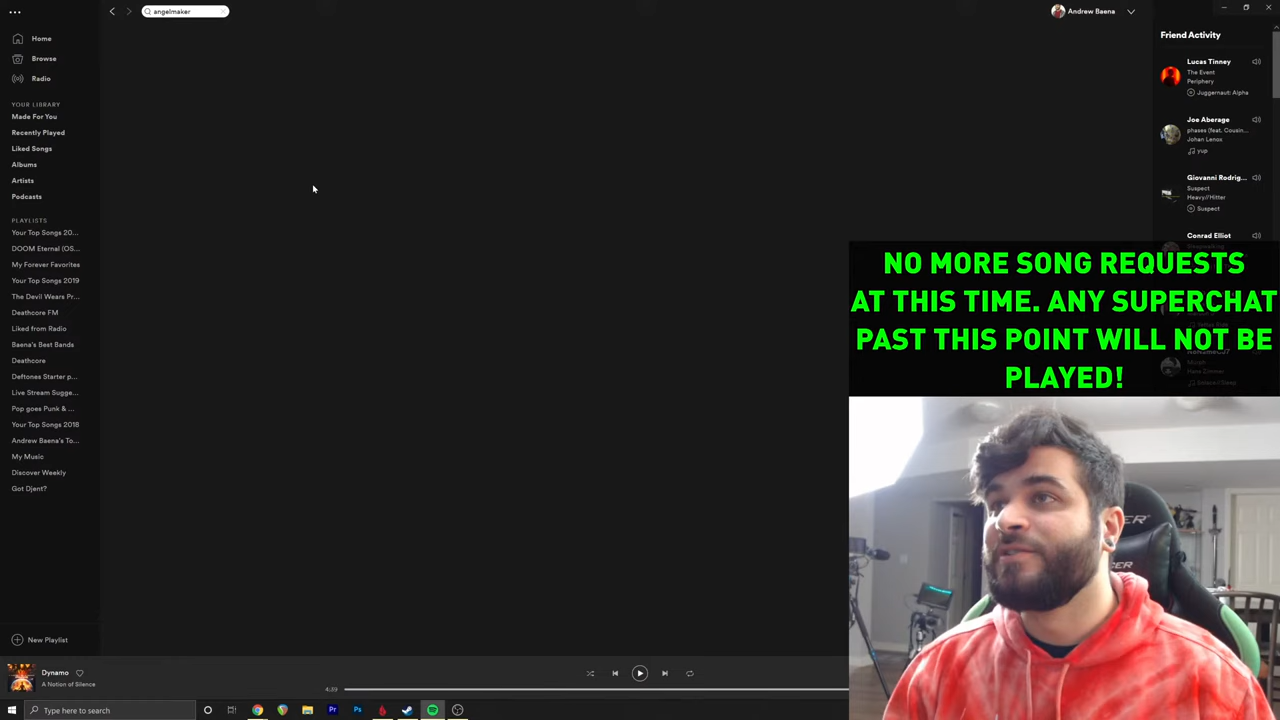 angelmaker
Andrew Baena
Home
Browse
Radio
YOUR LIBRARY
Made For You
Recently Played
Liked Songs
Albums
Artists
Podcasts
PLAYLISTS
Your Top Songs 20...
DOOM Eternal (OS...
My Forever Favorites
Your Top Songs 2019
The Devil Wears Pr...
Deathcore FM
Liked from Radio
Baena's Best Bands
Deathcore
Deftones Starter p...
Live Stream Sugge...
Pop goes Punk & ...
Your Top Songs 2018
Andrew Baena's To...
My Music
Discover Weekly
Got Djent?
New Playlist
Friend Activity
Lucas Tinney
The Event
Periphery
Juggernaut: Alpha
Joe Aberage
phases (feat. Cousin...
Johan Lenox
yup
Giovanni Rodrig...
Suspect
Heavy//Hitter
Suspect
Conrad Elliot
NO MORE SONG REQUESTS
AT THIS TIME. ANY SUPERCHAT
PAST THIS POINT WILL NOT BE
PLAYED!
Dynamo
A Notion of Silence
4:39
Type here to search